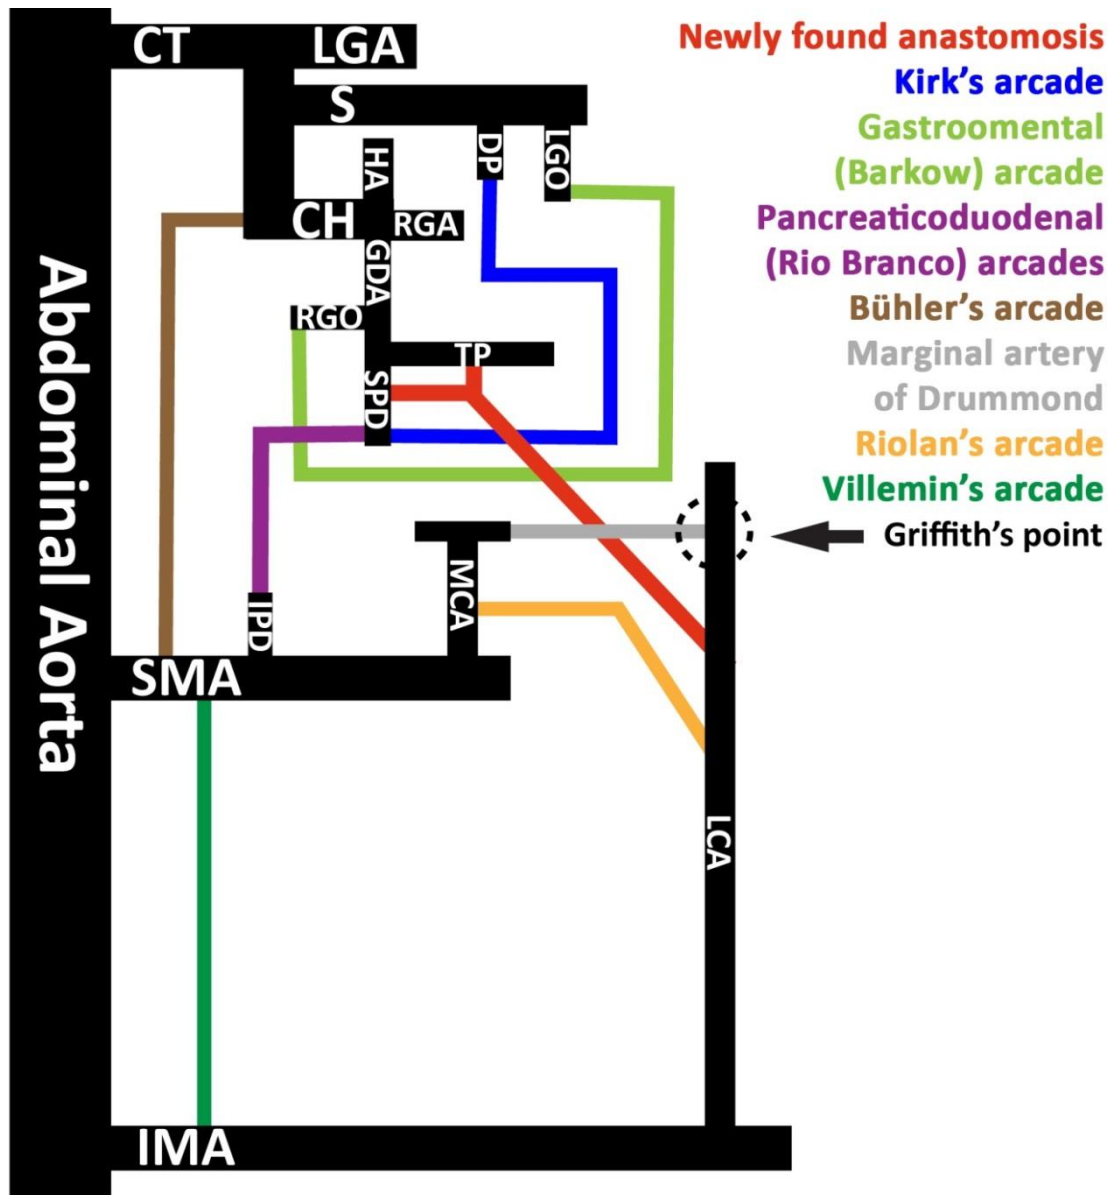 CT
LGA
S
DP
LGO
HA
CH
RGA
GDA
RGO
TP
SPD
Abdominal Aorta
MCA
IPD
SMA
LCA
IMA
Newly found anastomosis
Kirk's arcade
Gastroomental
(Barkow) arcade
Pancreaticoduodenal
(Rio Branco) arcades
Bühler's arcade
Marginal artery
of Drummond
Riolan's arcade
Villemin's arcade
Griffith's point